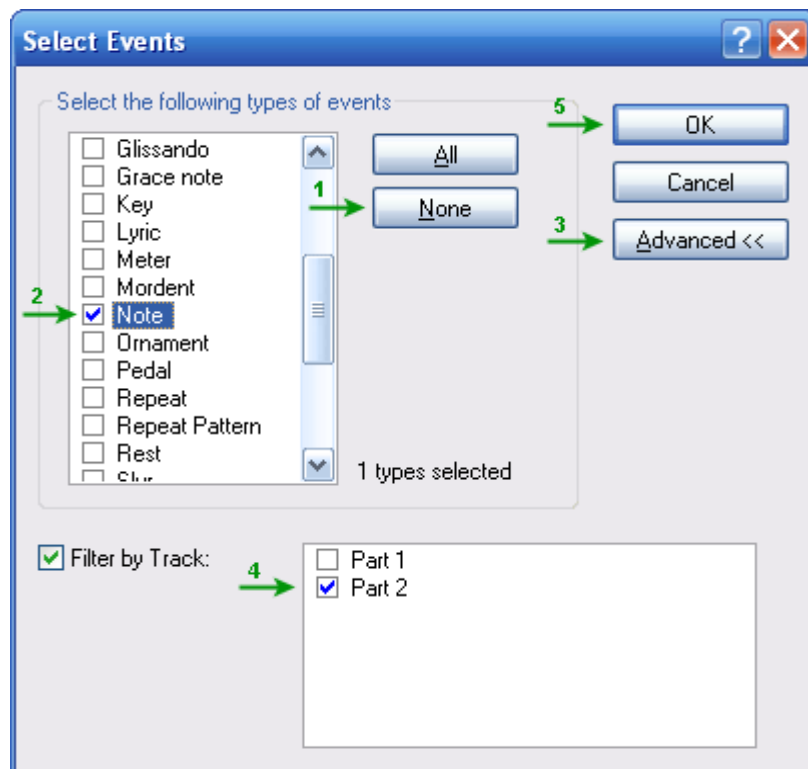 Select Events
Select the following types of events
Glissando
Grace note
Key
Lyric
Meter
Mordent
Note
Ornament
Pedal
Repeat
Repeat Pattern
Rest
Slur
All
None
1 types selected
OK
Cancel
Advanced <<
1
2
3
4
5
Filter by Track:
Part 1
Part 2